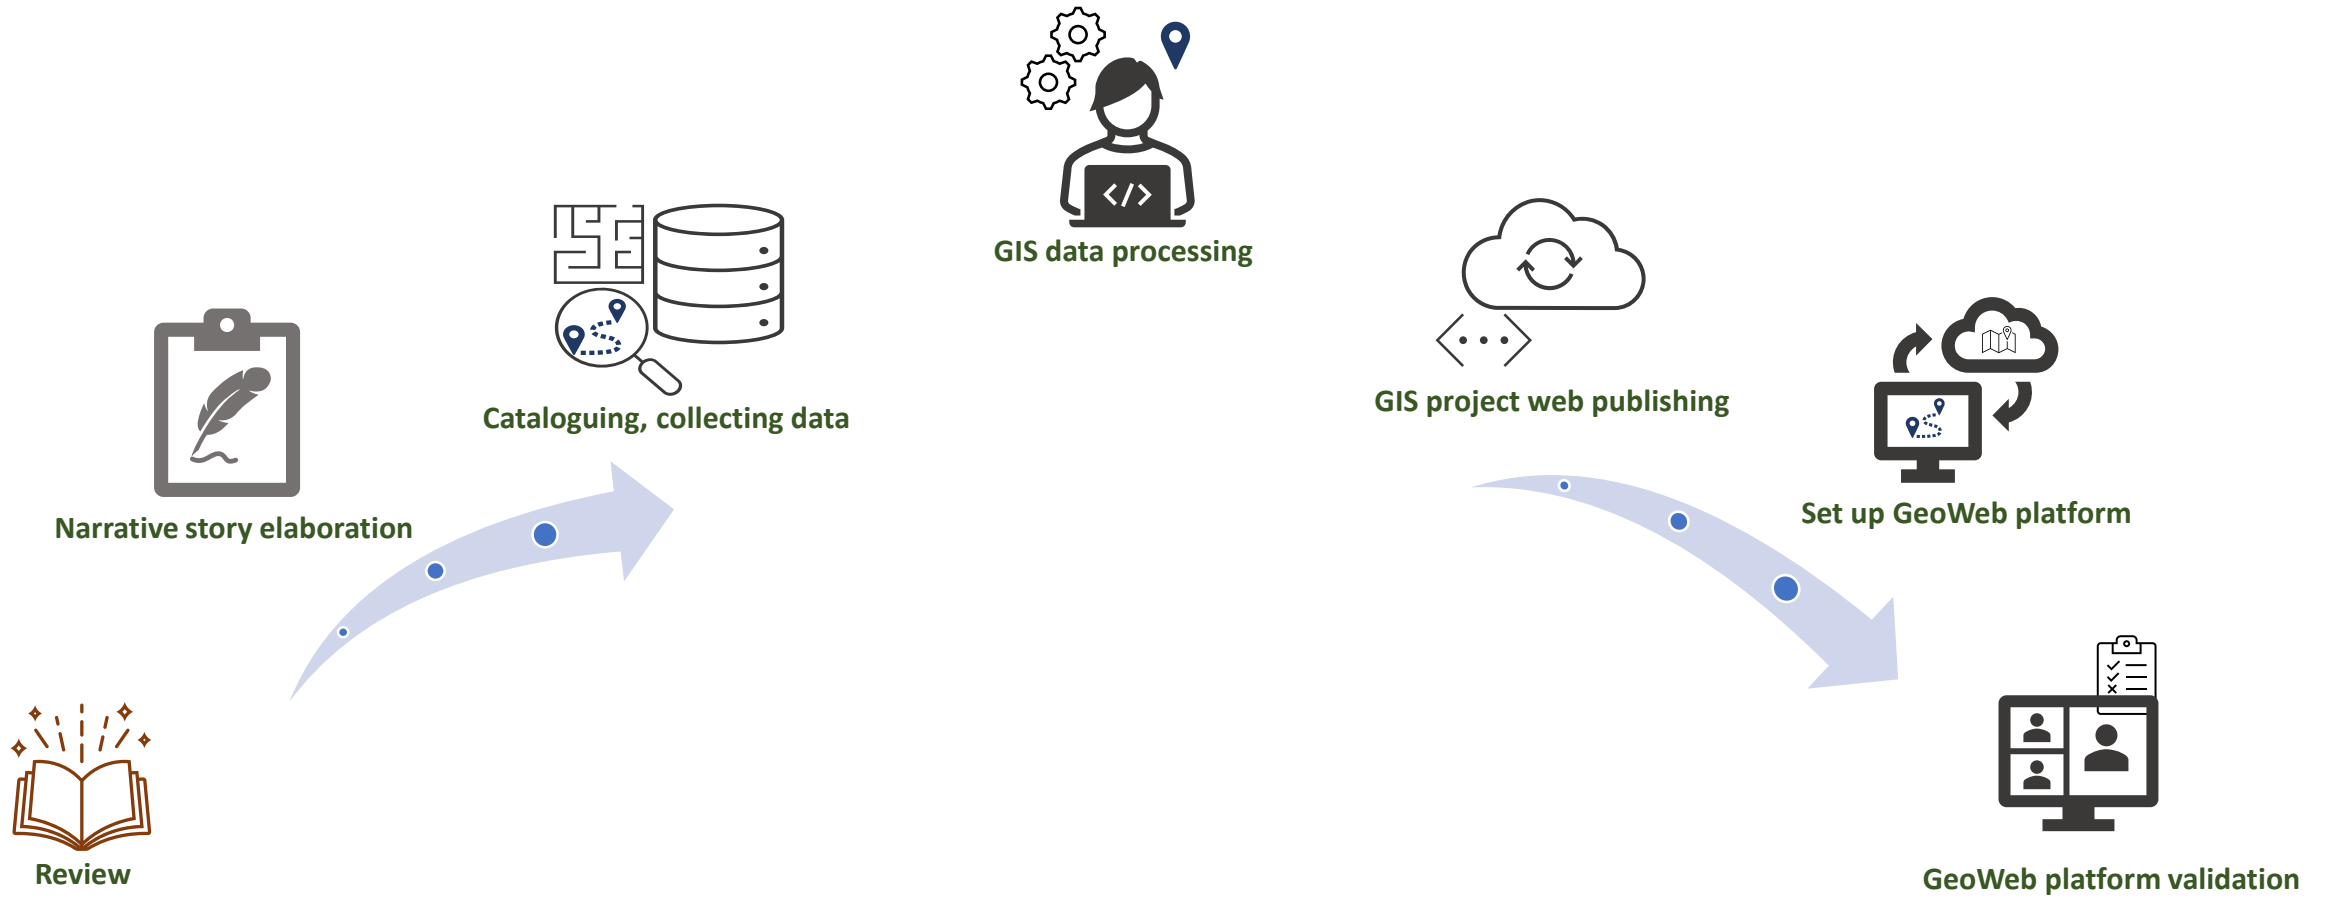 GIS data processing
Cataloguing, collecting data
GIS project web publishing
Narrative story elaboration
Set up GeoWeb platform
Review
GeoWeb platform validation